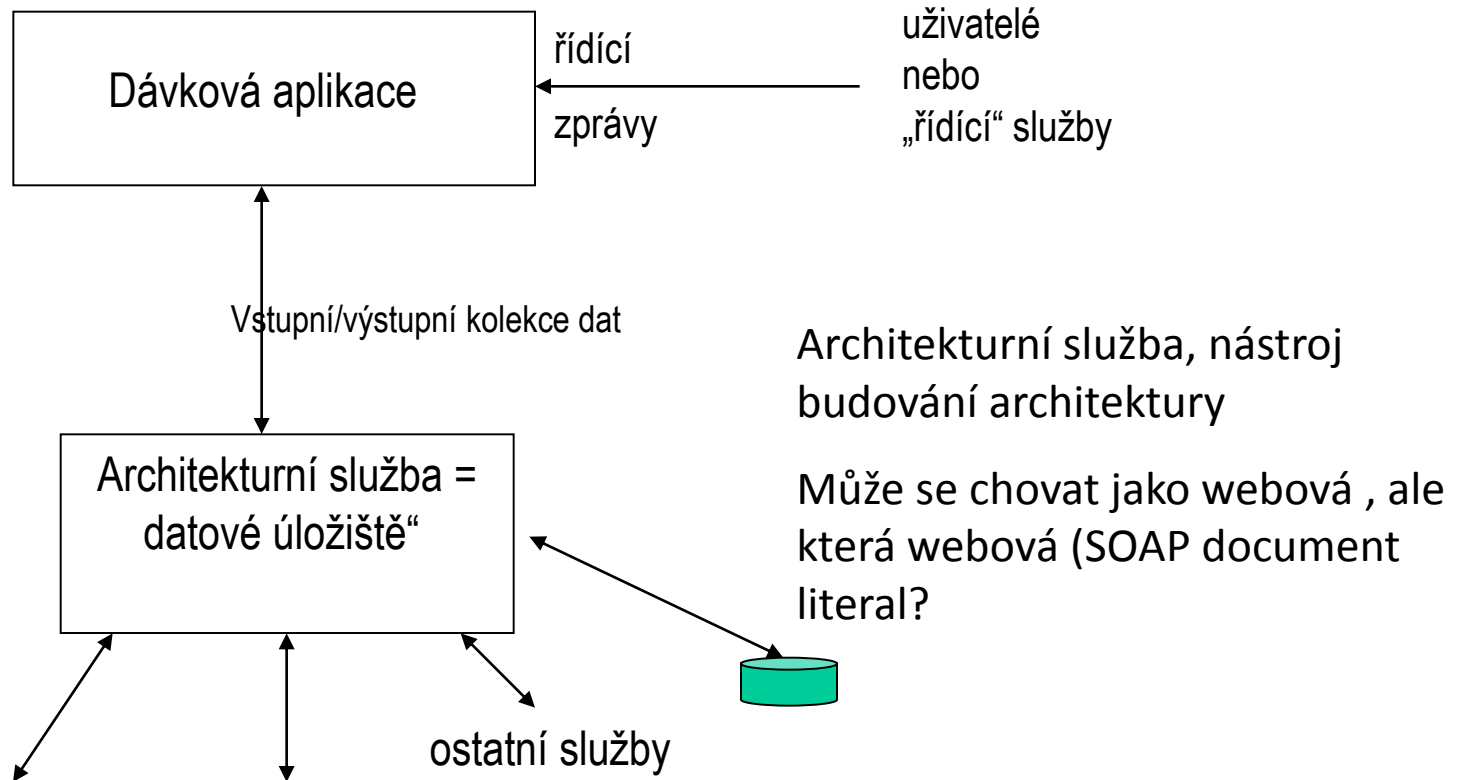 Dávková aplikace
řídící
zprávy
uživatelé
nebo
„řídící“ služby
Vstupní/výstupní kolekce dat
Architekturní služba, nástroj
budování architektury
Může se chovat jako webová , ale
která webová (SOAP document
literal?
Architekturní služba =
datové úložiště“
ostatní služby